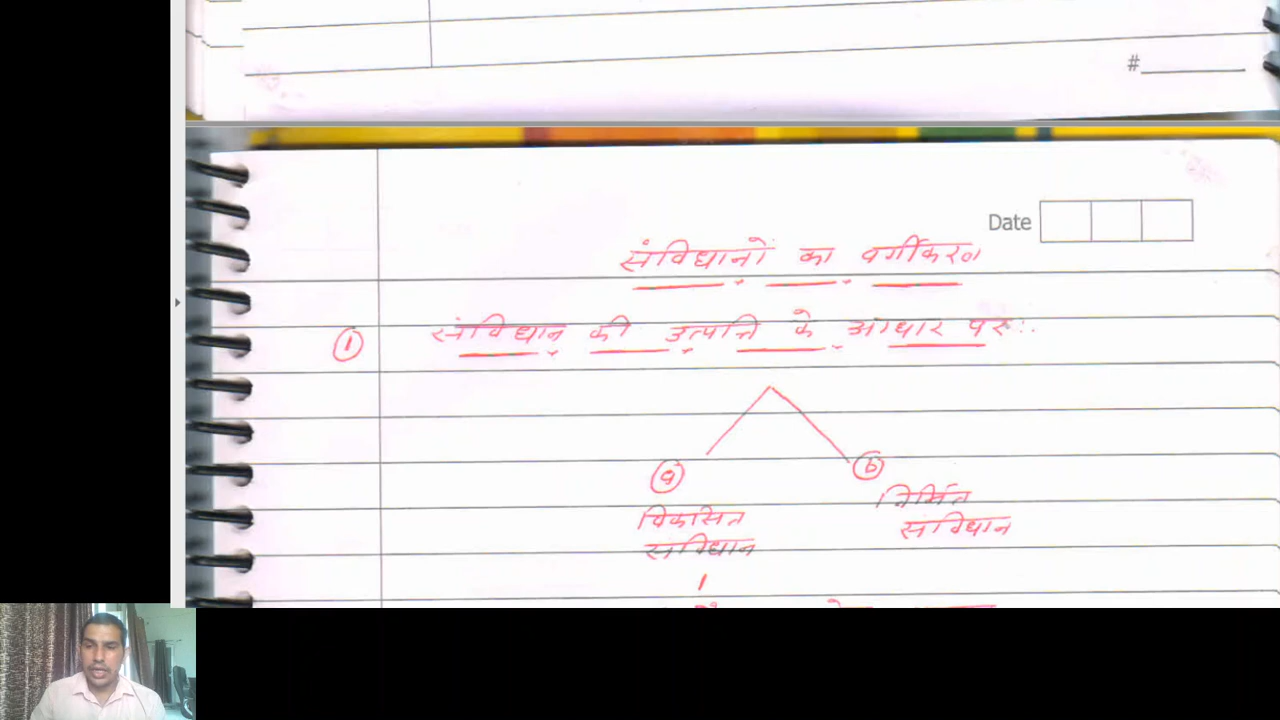 #
Date
संविधानों का वर्गीकरण
① संविधान की उत्पत्ति के आधार पर :.
ⓐ ⓑ
विकसित निर्मित
संविधान संविधान